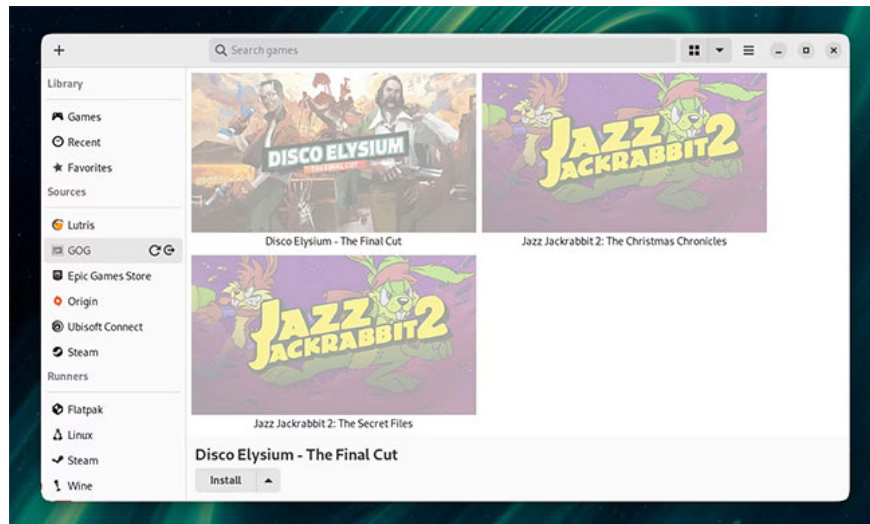 Search games
Library
Games
Recent
Favorites
Sources
Lutris
GOG
Epic Games Store
Origin
Ubisoft Connect
Steam
Runners
Flatpak
Linux
Steam
Wine
DISCO ELYSIUM
THE FINAL CUT
Disco Elysium - The Final Cut
JAZZ
JACKRABBIT 2
Jazz Jackrabbit 2: The Christmas Chronicles
JAZZ
JACKRABBIT 2
Jazz Jackrabbit 2: The Secret Files
Disco Elysium - The Final Cut
Install